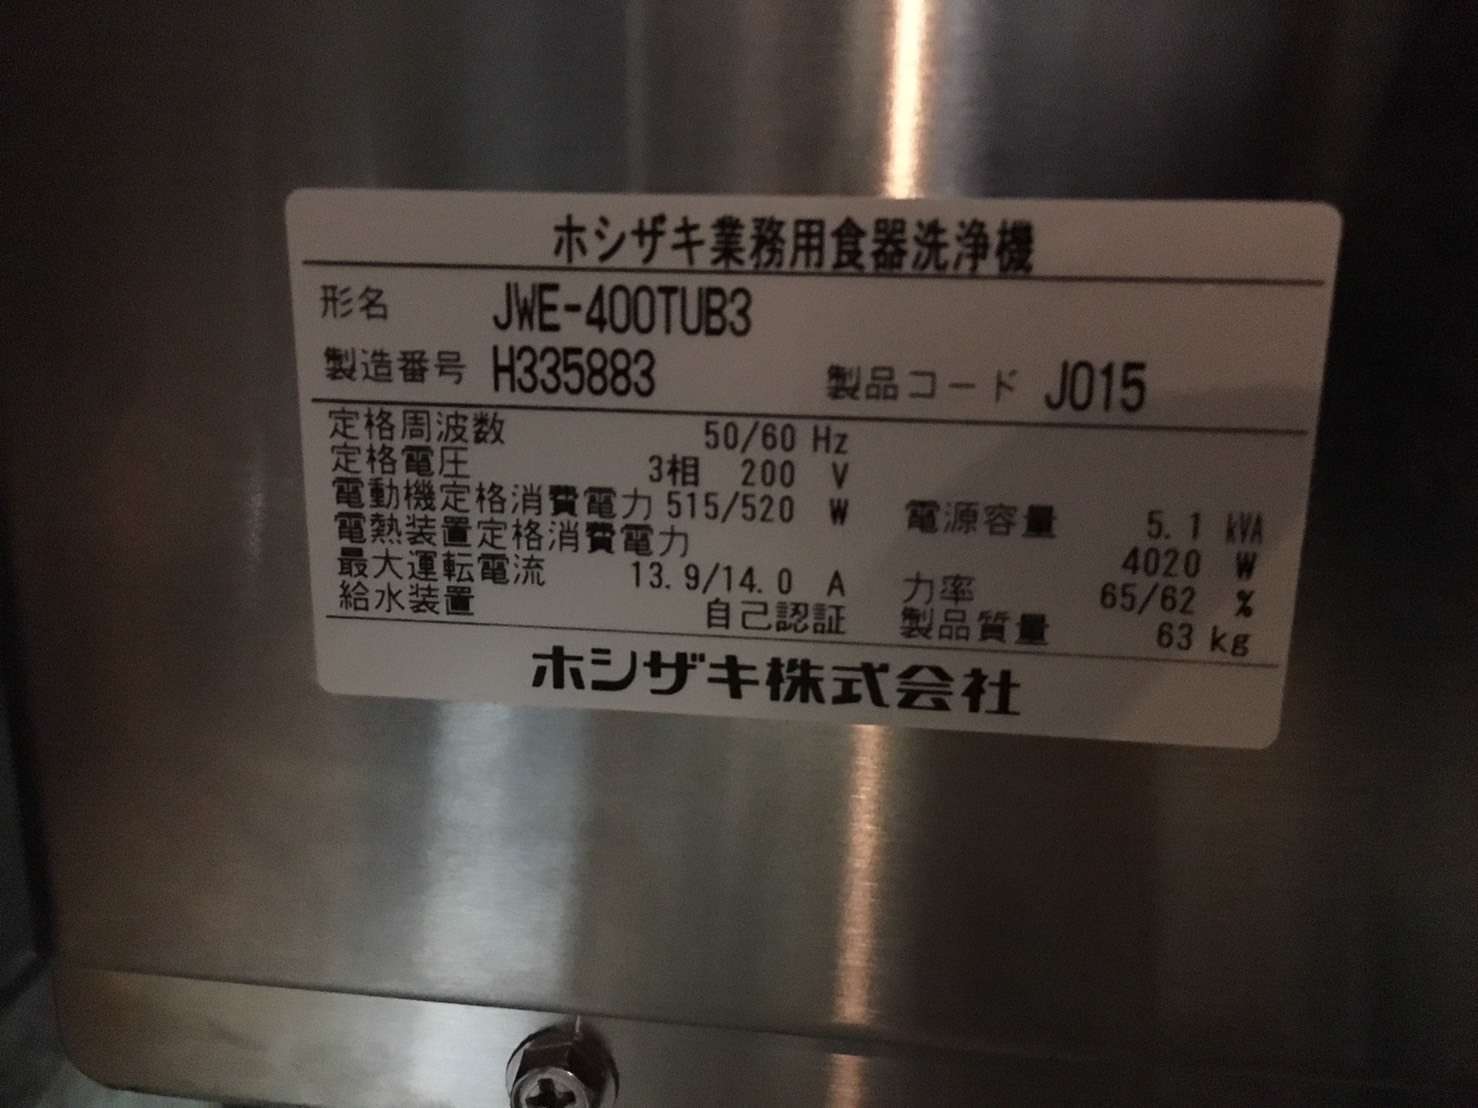 ホシザキ業務用食器洗浄機
形名 JWE-400TUB3
製造番号 H335883 製品コード J015
定格周波数 50/60 Hz
定格電圧 3相 200 V
電動機定格消費電力 515/520 W 電源容量 5.1 kVA
電熱装置定格消費電力 4020 W
最大運転電流 13.9/14.0 A 力率 65/62 %
給水装置 自己認証 製品質量 63 kg
ホシザキ株式会社